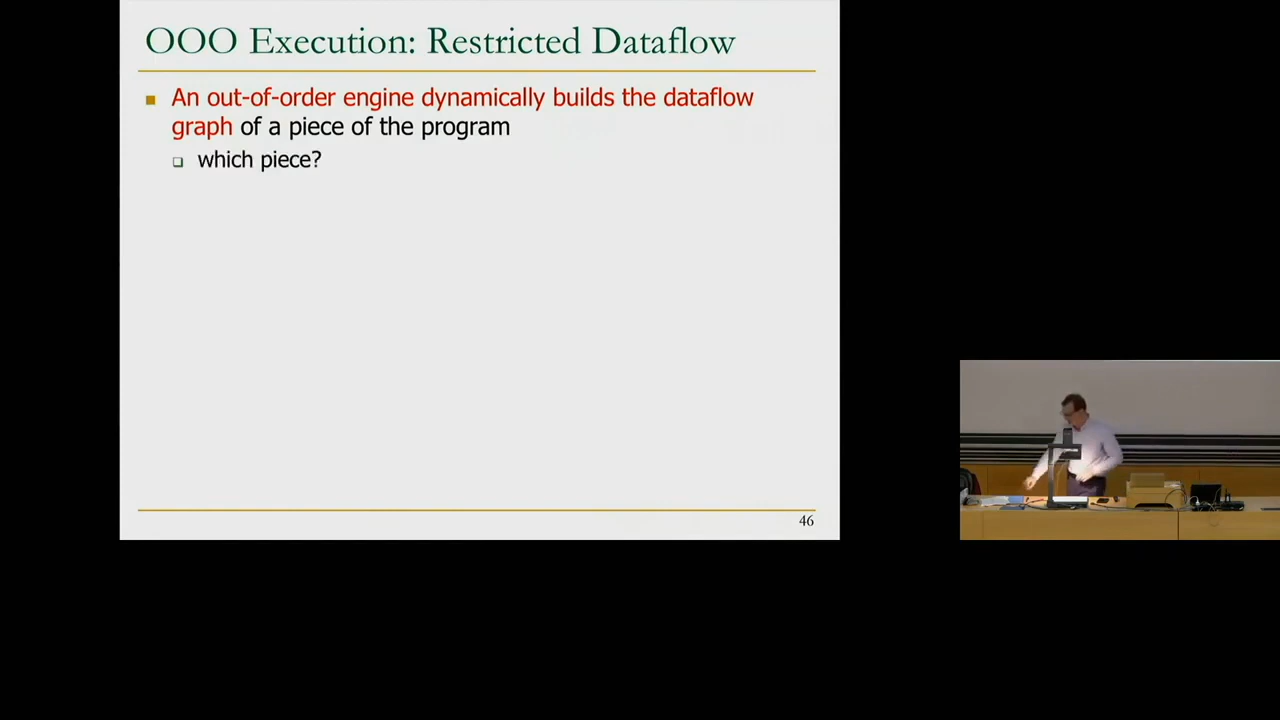 OOO Execution: Restricted Dataflow
An out-of-order engine dynamically builds the dataflow
graph of a piece of the program
which piece?
46